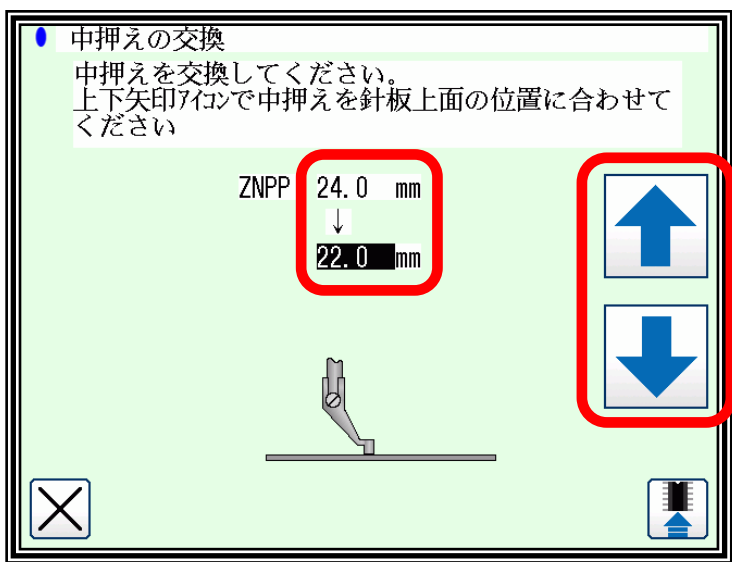 中押えの交換
中押えを交換してください。
上下矢印ｱｲｺﾝで中押えを針板上面の位置に合わせて
ください
ZNPP 24.0 mm
↓
22.0 mm